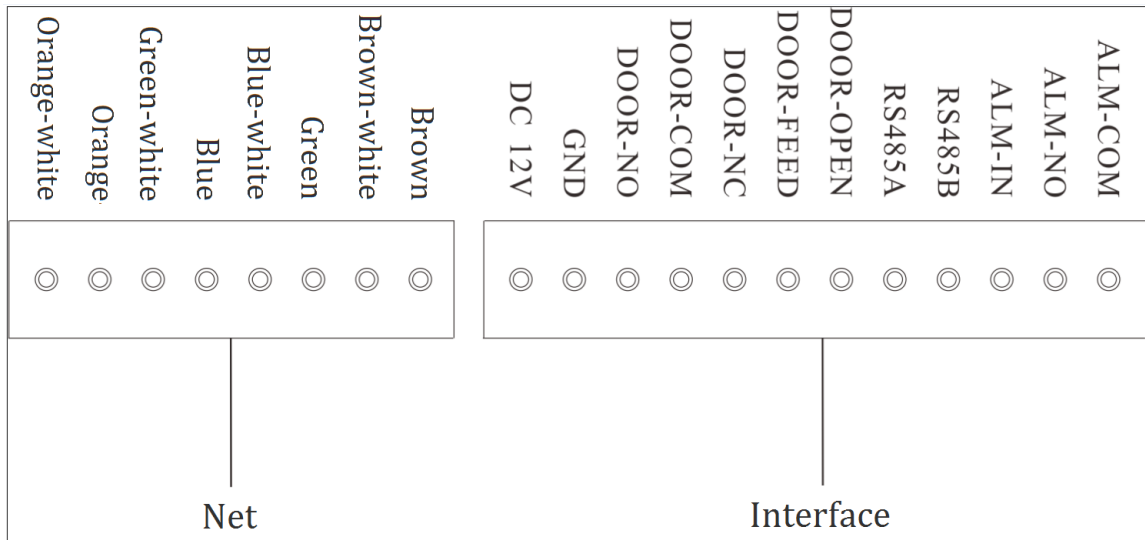 Orange-white
Orange
Green-white
Blue
Blue-white
Green
Brown-white
Brown
DC 12V
GND
DOOR-NO
DOOR-COM
DOOR-NC
DOOR-FEED
DOOR-OPEN
RS485A
RS485B
ALM-IN
ALM-NO
ALM-COM
Net
Interface